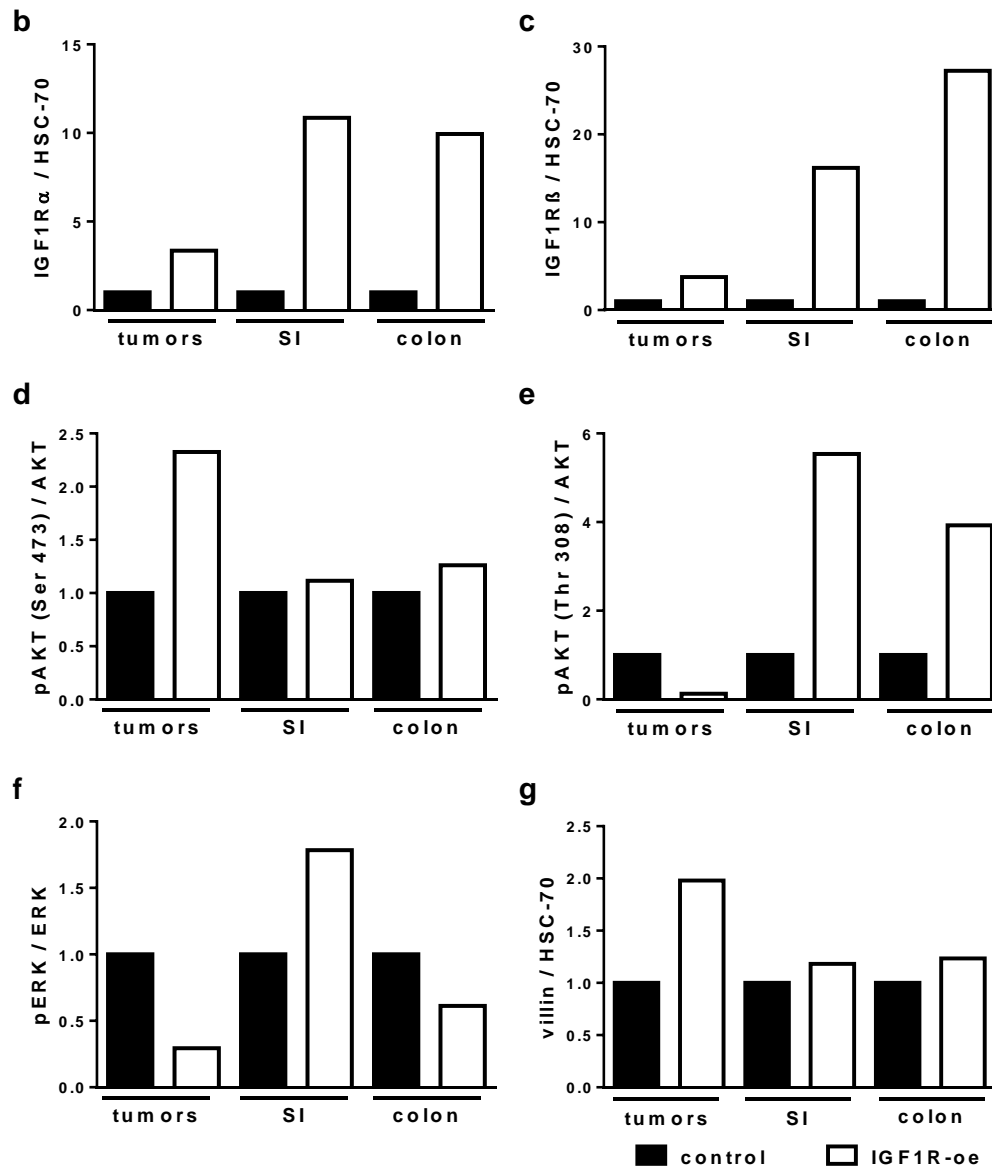 b
IGF1Rα / HSC-70
15
10
5
0
tumors SI colon
c
IGF1Rß / HSC-70
30
20
10
0
tumors SI colon
d
pAKT (Ser 473) / AKT
2.5
2.0
1.5
1.0
0.5
0.0
tumors SI colon
e
pAKT (Thr 308) / AKT
6
4
2
0
tumors SI colon
f
pERK / ERK
2.0
1.5
1.0
0.5
0.0
tumors SI colon
g
villin / HSC-70
2.5
2.0
1.5
1.0
0.5
0.0
tumors SI colon
control IGF1R-oe